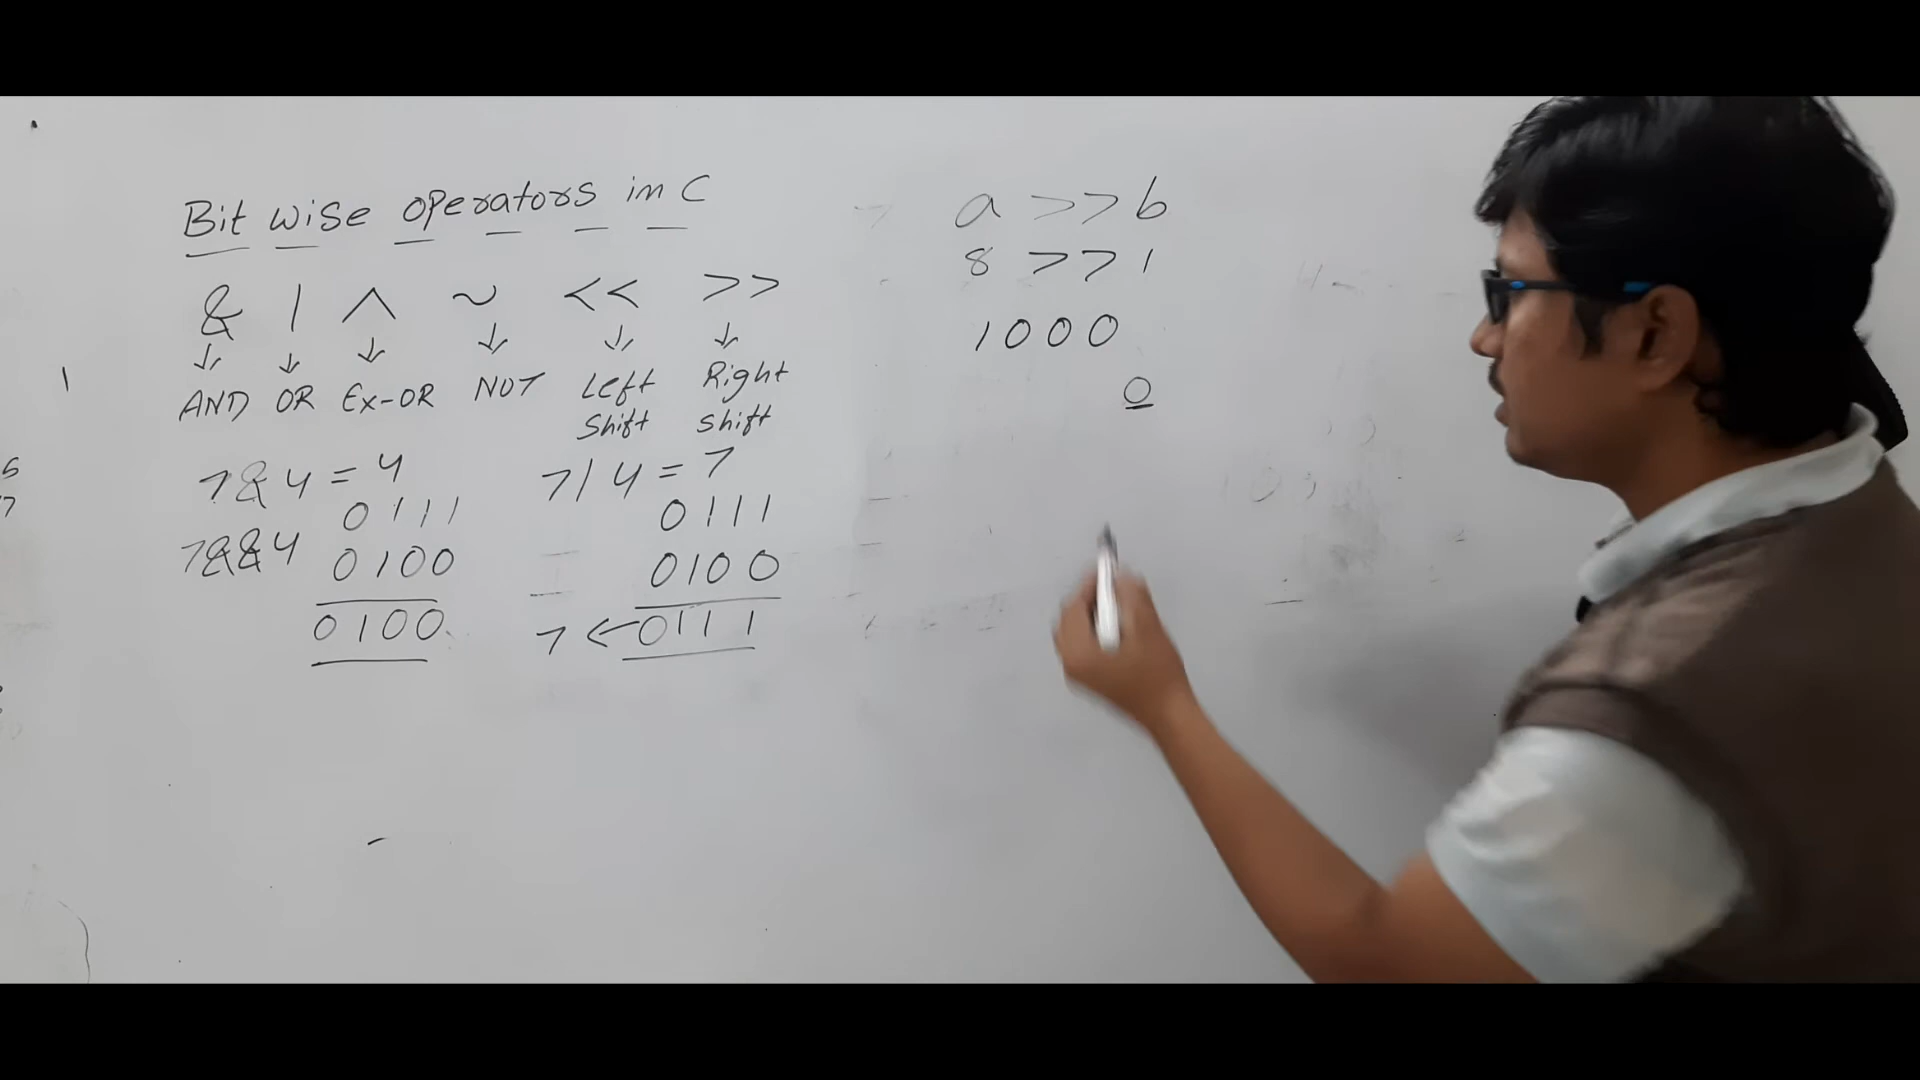 Bit wise operators in C
& | ^ ~ << >>
AND OR Ex-OR NOT Left Shift Right shift
7 & 4 = 4
0111
7 && 4
0100
0100
7 | 4 = 7
0111
0100
7 ← 0111
a >> b
8 >> 1
1000
0